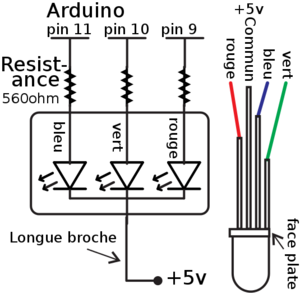 Arduino
pin 11 pin 10 pin 9
Resist-
ance
560ohm
bleu
vert
rouge
Longue broche
+5v
+5v
Commun
rouge
bleu
vert
face plate